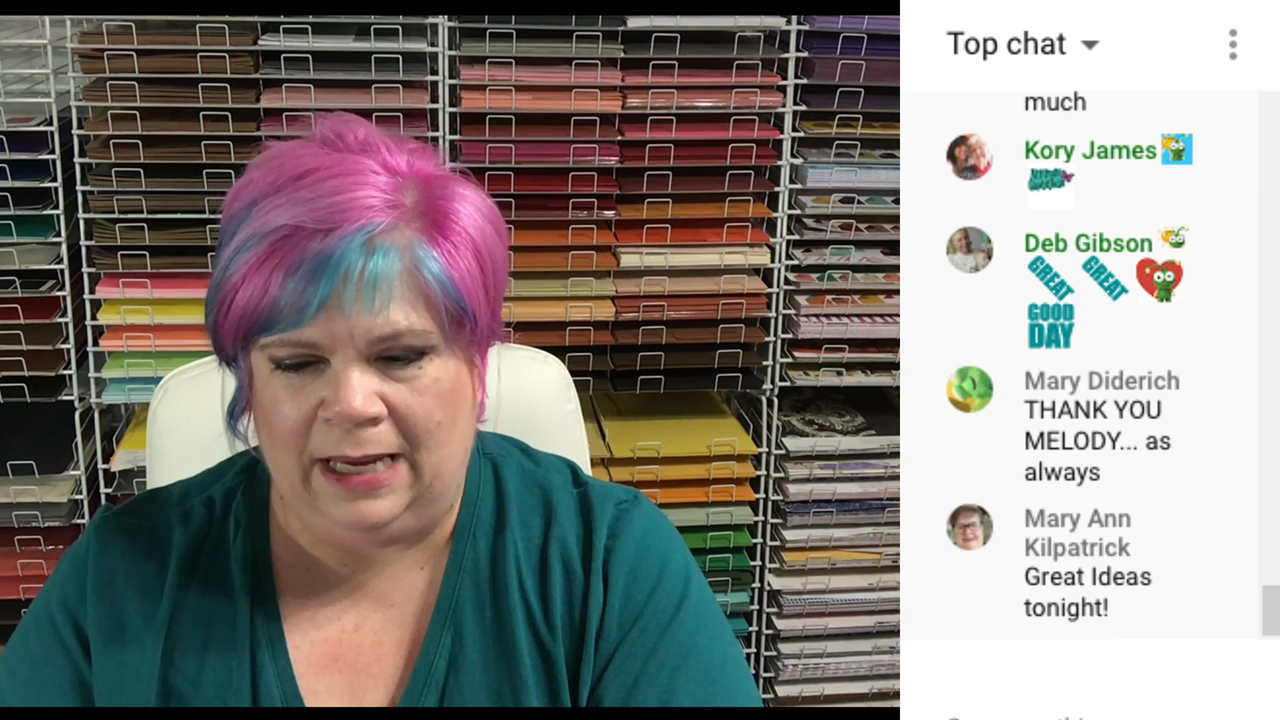 Top chat
much
Kory James
Deb Gibson
GREAT GREAT
GOOD
DAY
Mary Diderich
THANK YOU
MELODY... as
always
Mary Ann
Kilpatrick
Great Ideas
tonight!